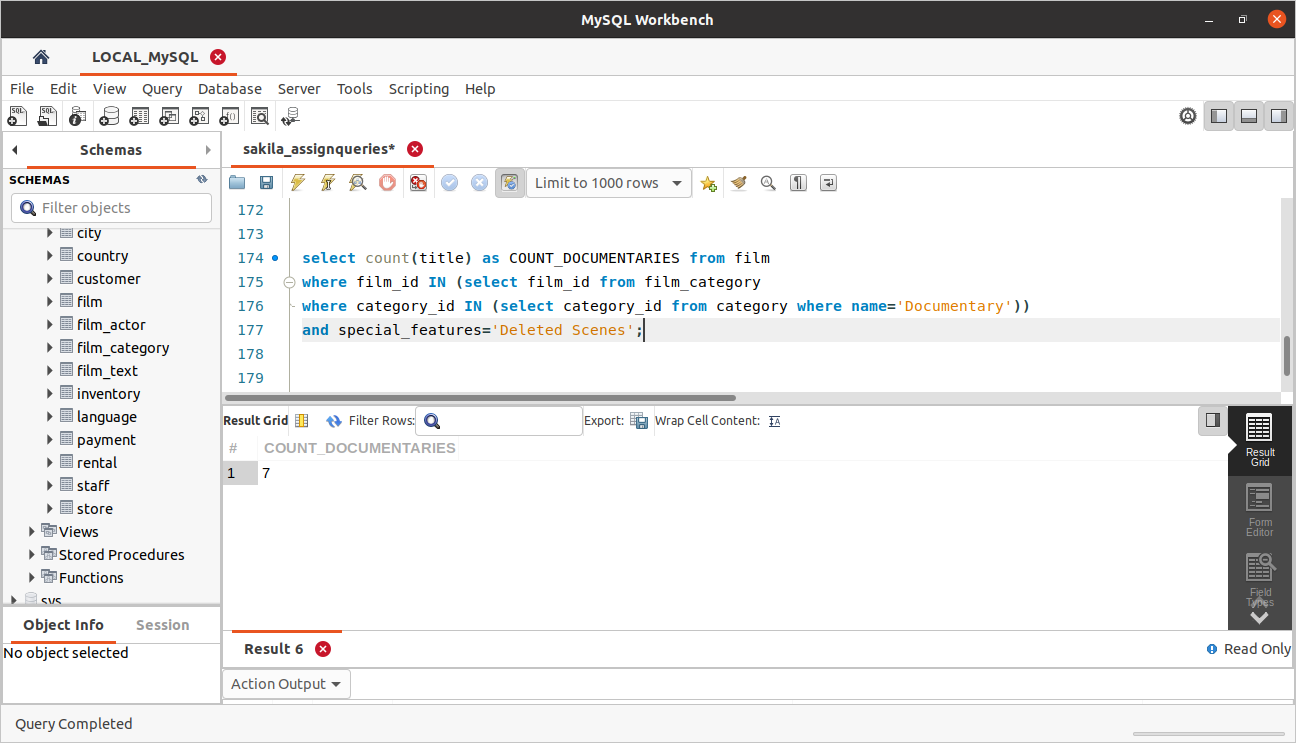 MySQL Workbench
LOCAL_MySQL
File Edit View Query Database Server Tools Scripting Help
Schemas
SCHEMAS
Filter objects
city
country
customer
film
film_actor
film_category
film_text
inventory
language
payment
rental
staff
store
Views
Stored Procedures
Functions
sys
Object Info Session
No object selected
sakila_assignqueries*
Limit to 1000 rows
172
173
174 select count(title) as COUNT_DOCUMENTARIES from film
175 where film_id IN (select film_id from film_category
176 where category_id IN (select category_id from category where name='Documentary'))
177 and special_features='Deleted Scenes';
178
179
Result Grid Filter Rows: Export: Wrap Cell Content:
# COUNT_DOCUMENTARIES
1 7
Result
Grid
Form
Editor
Field
Types
Result 6
Read Only
Action Output
Query Completed